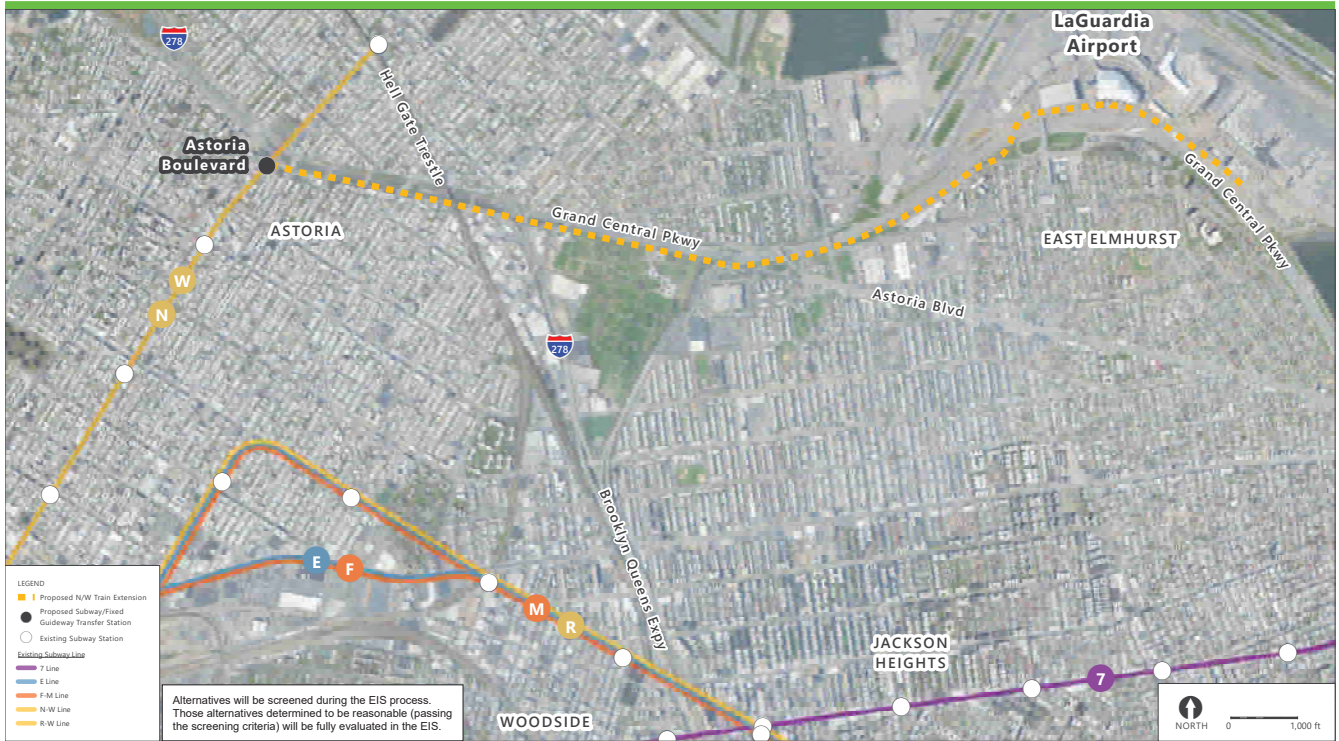 LaGuardia
Airport
278
Hell Gate Trestle
Astoria
Boulevard
ASTORIA
Grand Central Pkwy
Grand Central Pkwy
EAST ELMHURST
W
N
Astoria Blvd
278
Brooklyn Queens Expy
E
F
M
R
JACKSON
HEIGHTS
7
WOODSIDE
LEGEND
Proposed N/W Train Extension
Proposed Subway/Fixed
Guideway Transfer Station
Existing Subway Station
Existing Subway Line
7 Line
E Line
F-M Line
N-W Line
R-W Line
Alternatives will be screened during the EIS process.
Those alternatives determined to be reasonable (passing
the screening criteria) will be fully evaluated in the EIS.
NORTH
0 1,000 ft